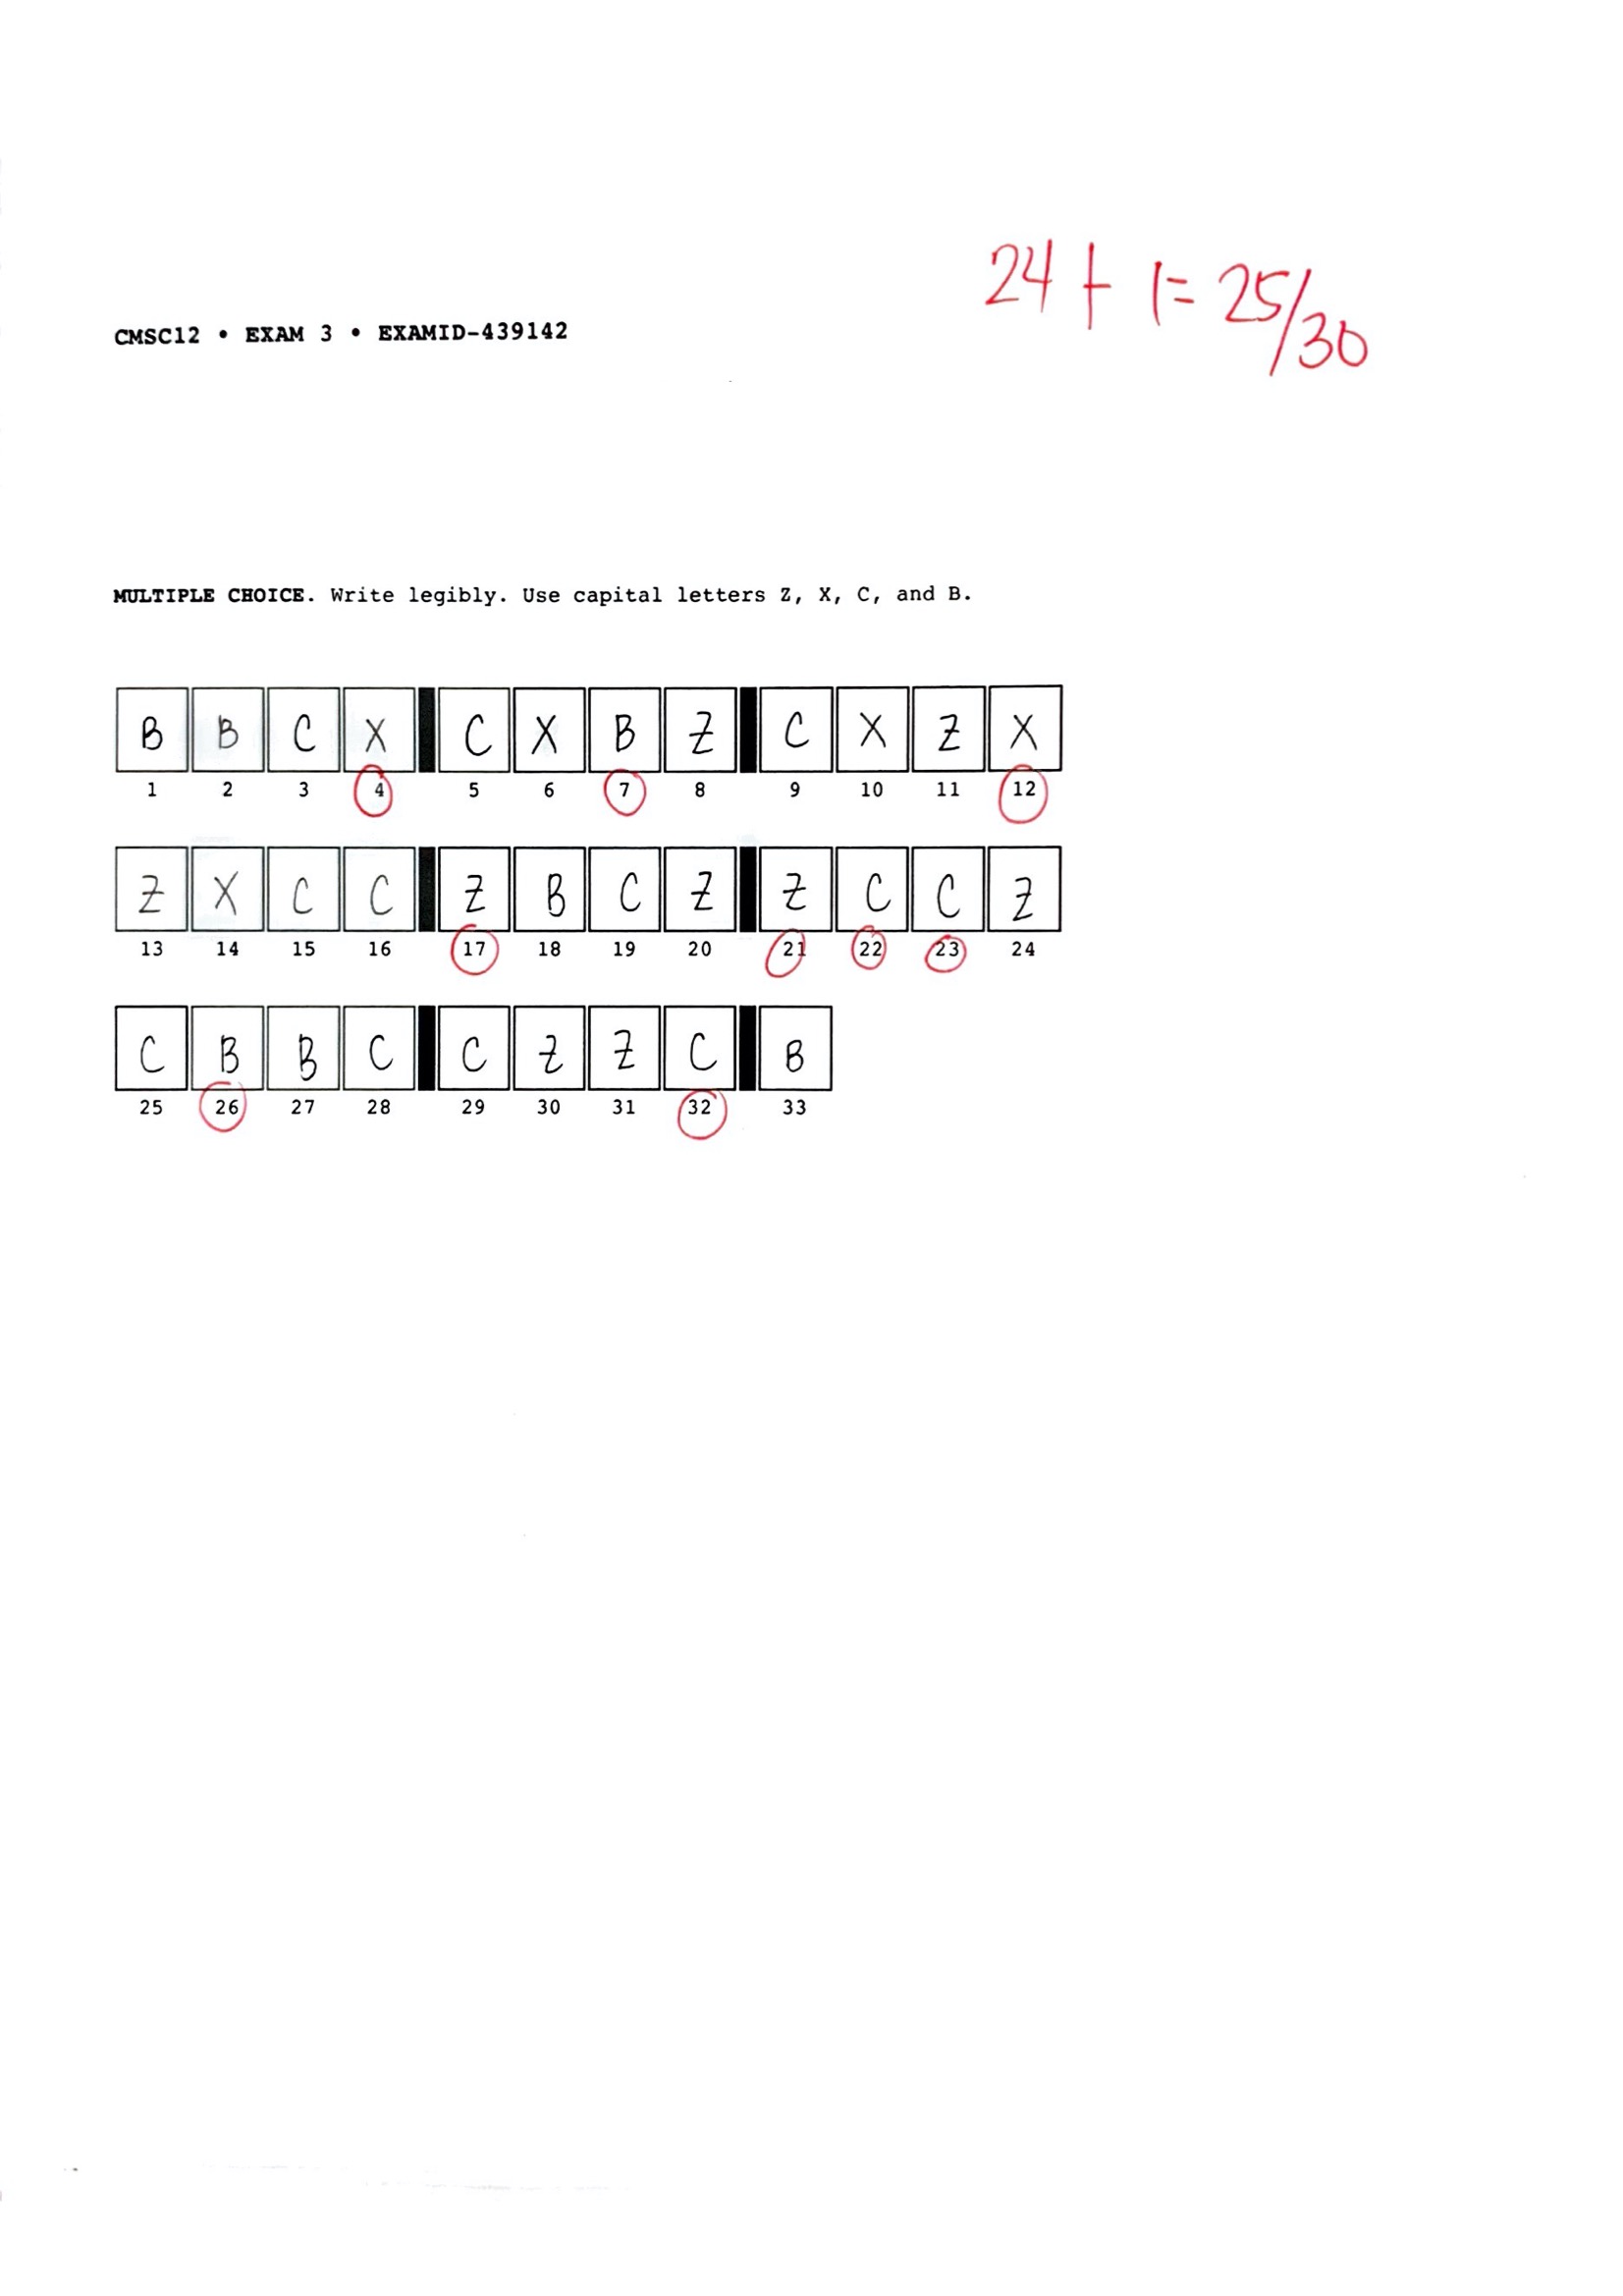 24 + 1 = 25/30
CMSC12 • EXAM 3 • EXAMID-439142
MULTIPLE CHOICE. Write legibly. Use capital letters Z, X, C, and B.
B B C X C X B Z C X Z X
1 2 3 4 5 6 7 8 9 10 11 12
Z X C C Z B C Z Z C C Z
13 14 15 16 17 18 19 20 21 22 23 24
C B B C C Z Z C B
25 26 27 28 29 30 31 32 33